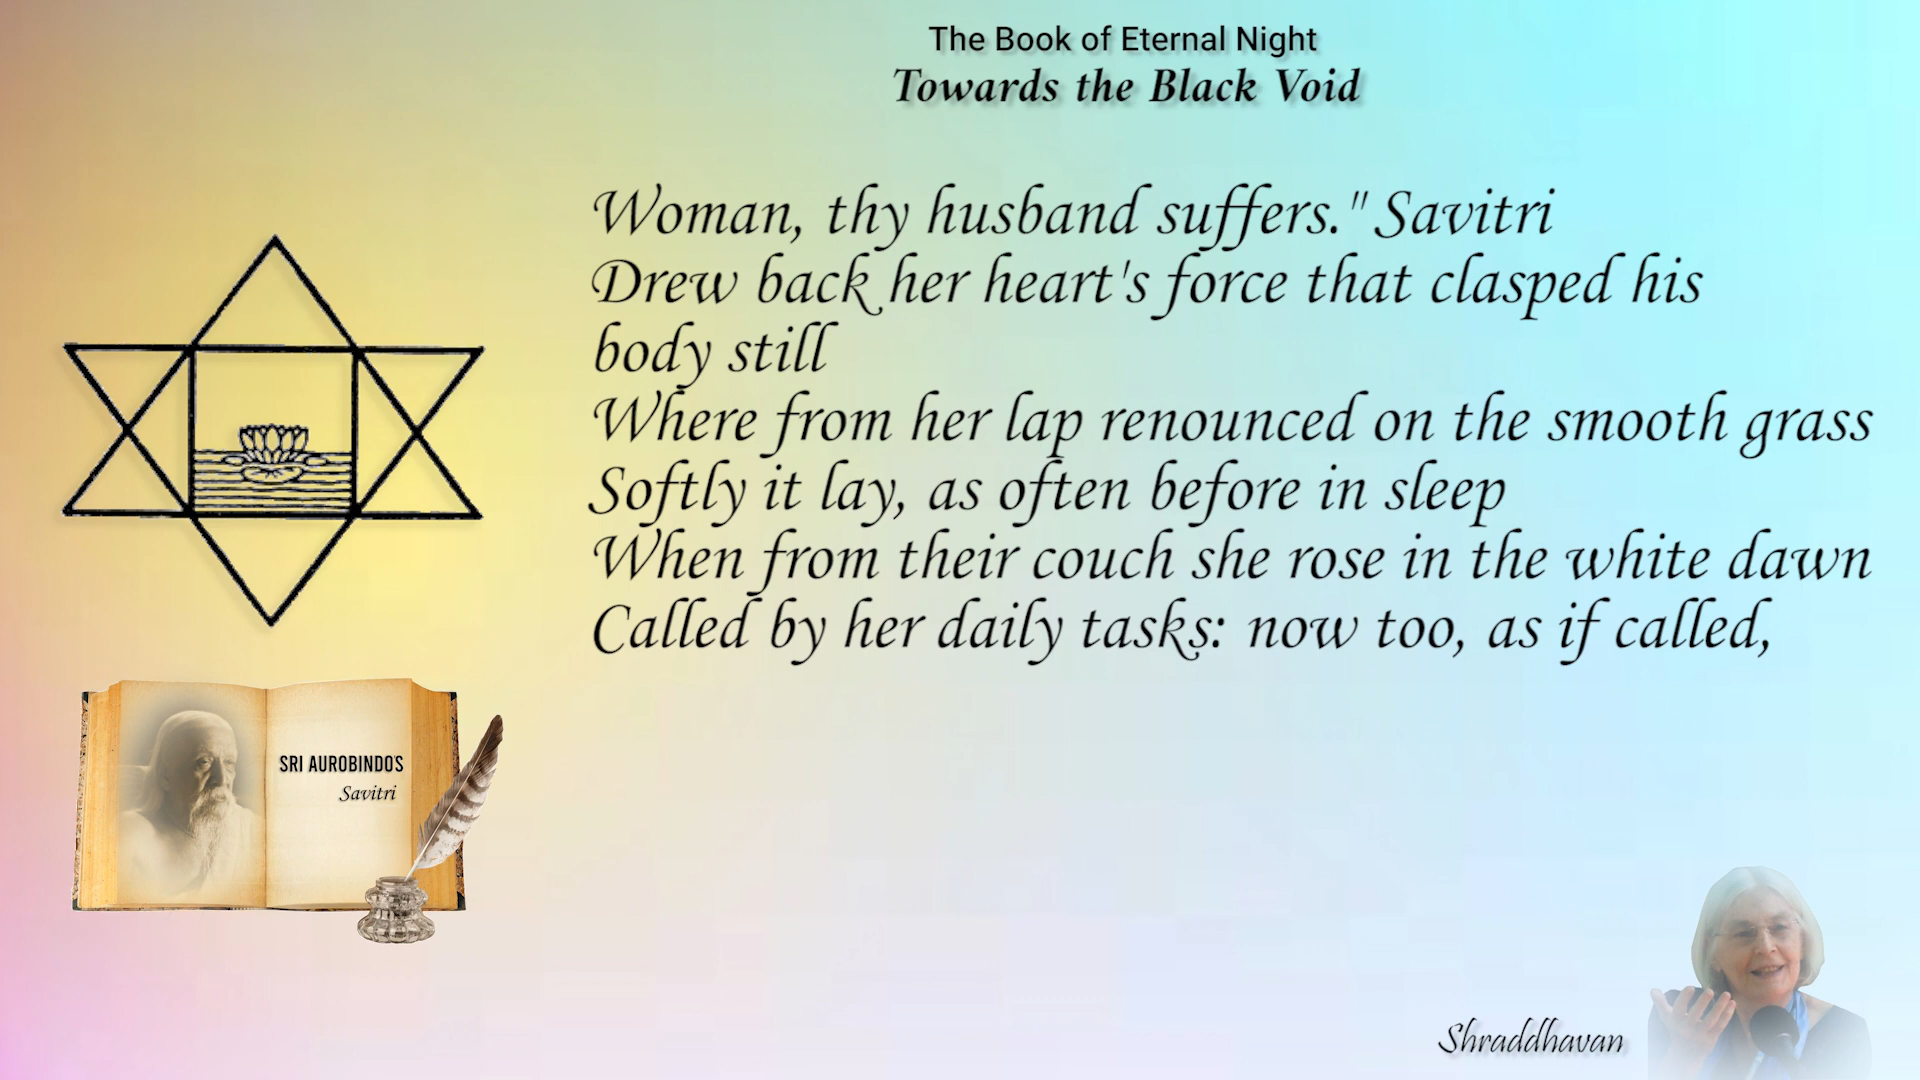 The Book of Eternal Night
Towards the Black Void
Woman, thy husband suffers." Savitri
Drew back her heart's force that clasped his
body still
Where from her lap renounced on the smooth grass
Softly it lay, as often before in sleep
When from their couch she rose in the white dawn
Called by her daily tasks: now too, as if called,
SRI AUROBINDO'S
Savitri
Shraddhavan